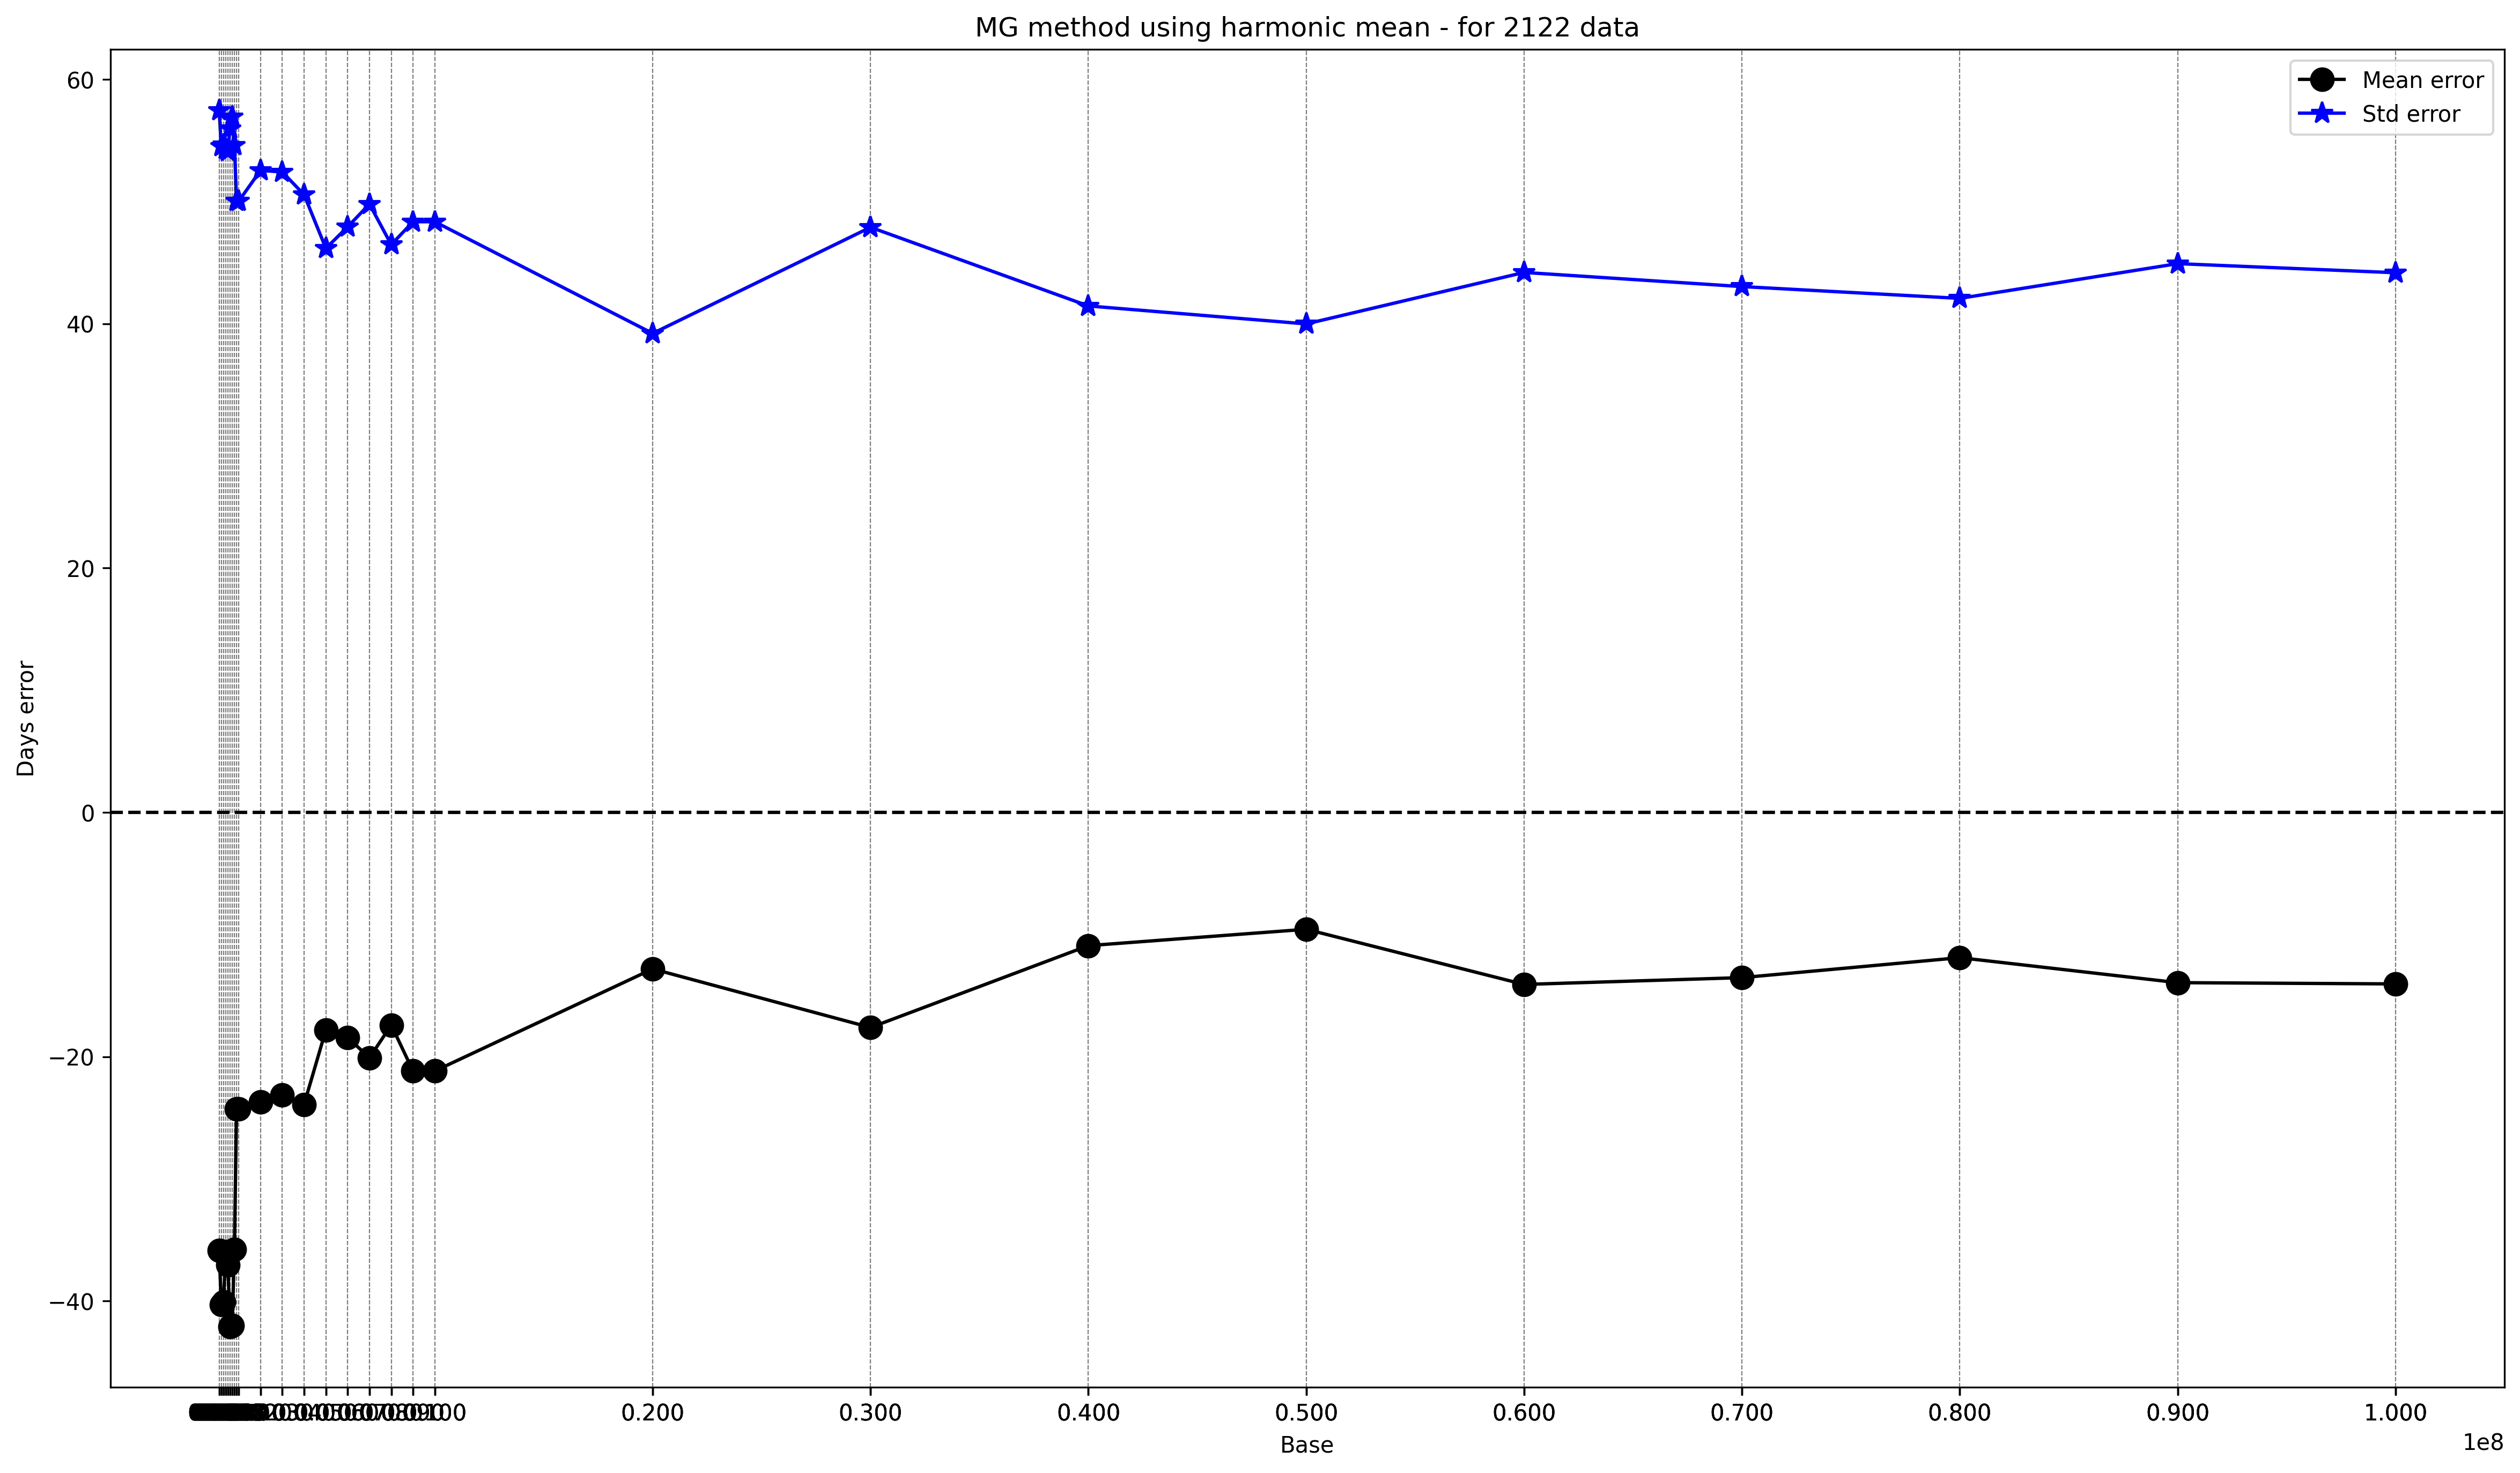 MG method using harmonic mean - for 2122 data
Mean error
Std error
60
40
20
0
−20
−40
Days error
0.200
0.300
0.400
0.500
0.600
0.700
0.800
0.900
1.000
Base
1e8